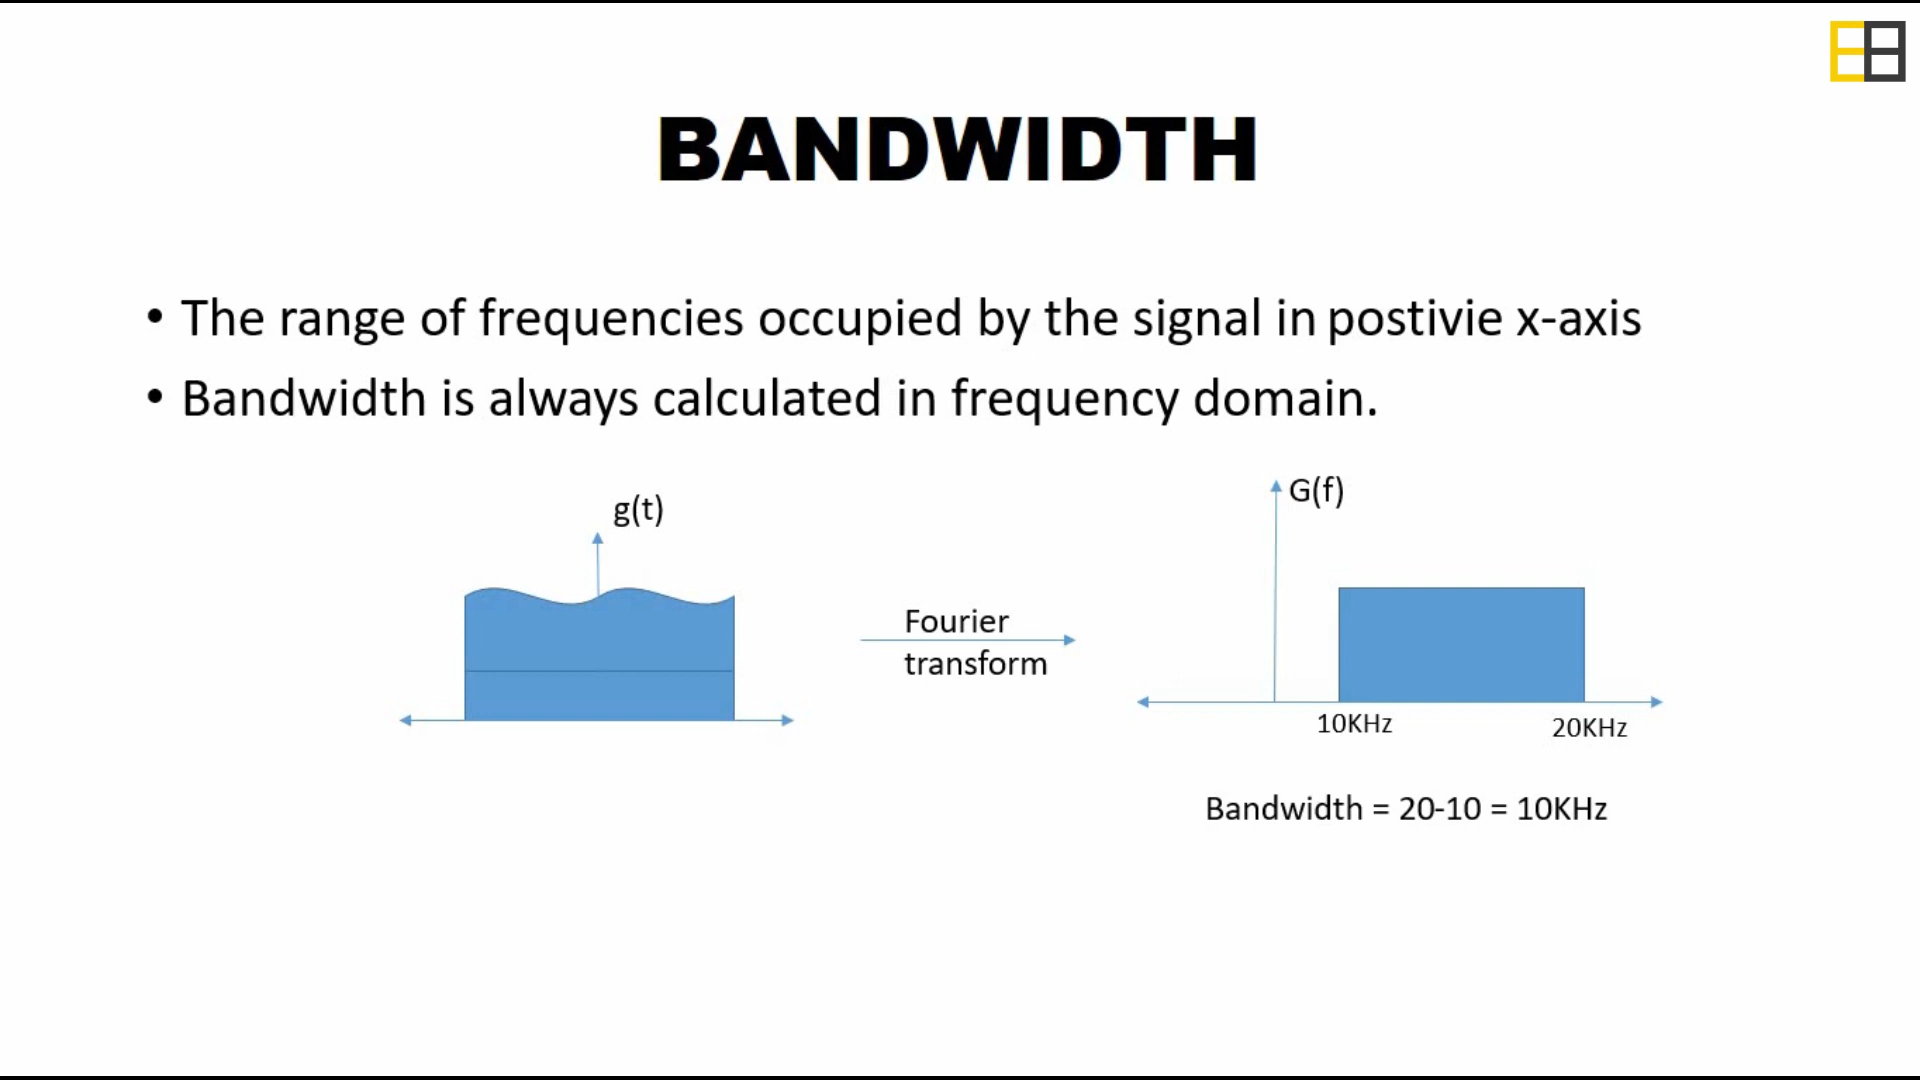 BANDWIDTH
• The range of frequencies occupied by the signal in postivie x-axis
• Bandwidth is always calculated in frequency domain.
g(t)
Fourier
transform
G(f)
10KHz
20KHz
Bandwidth = 20-10 = 10KHz